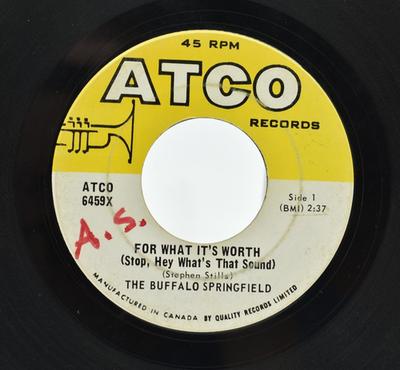 45 RPM
ATCO
RECORDS
ATCO
6459X
Side 1
(BMI) 2:37
A.S.
FOR WHAT IT'S WORTH
(Stop, Hey What's That Sound)
(Stephen Stills)
THE BUFFALO SPRINGFIELD
MANUFACTURED IN CANADA BY QUALITY RECORDS LIMITED